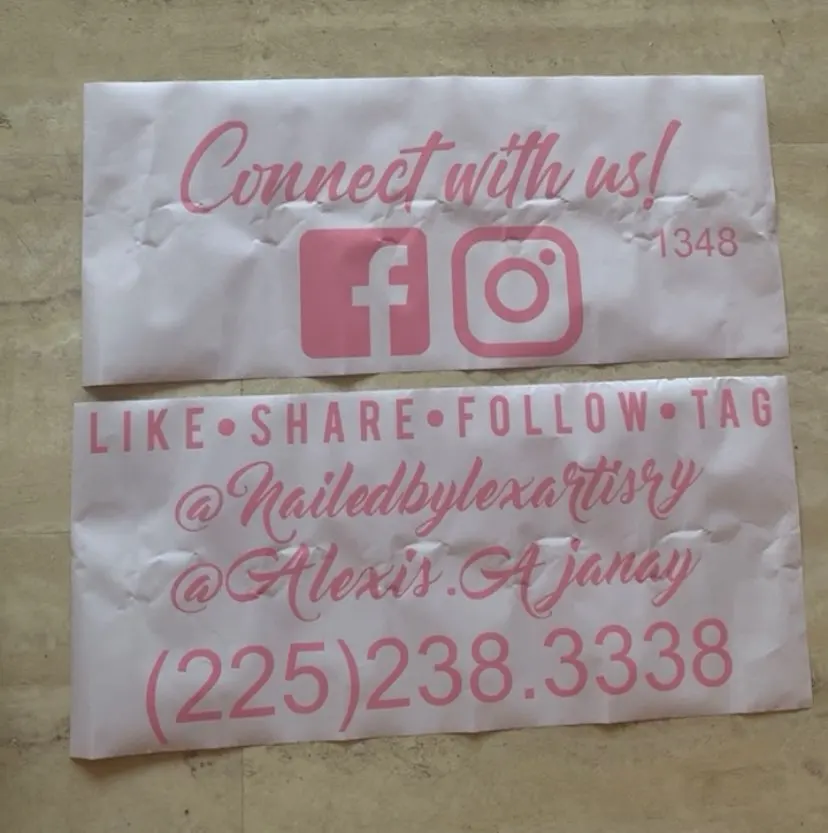 Connect with us!
1348
LIKE•SHARE•FOLLOW•TAG
@Nailedbylexartisry
@Alexis.Ajanay
(225)238.3338